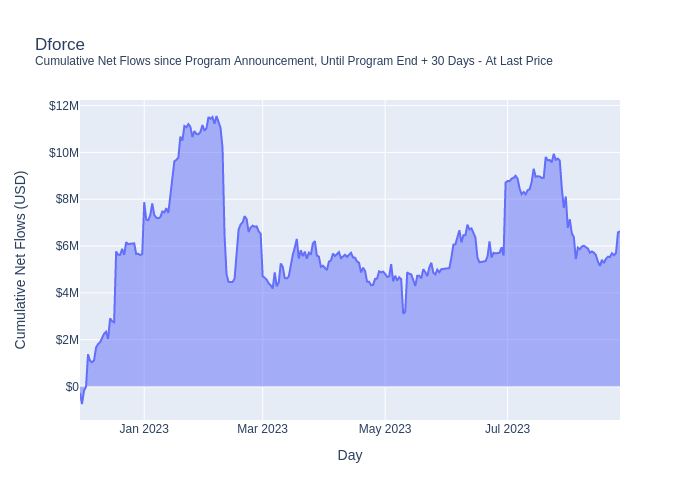 Dforce
Cumulative Net Flows since Program Announcement, Until Program End + 30 Days - At Last Price
$12M
$10M
$8M
$6M
$4M
$2M
$0
Cumulative Net Flows (USD)
Jan 2023
Mar 2023
May 2023
Jul 2023
Day